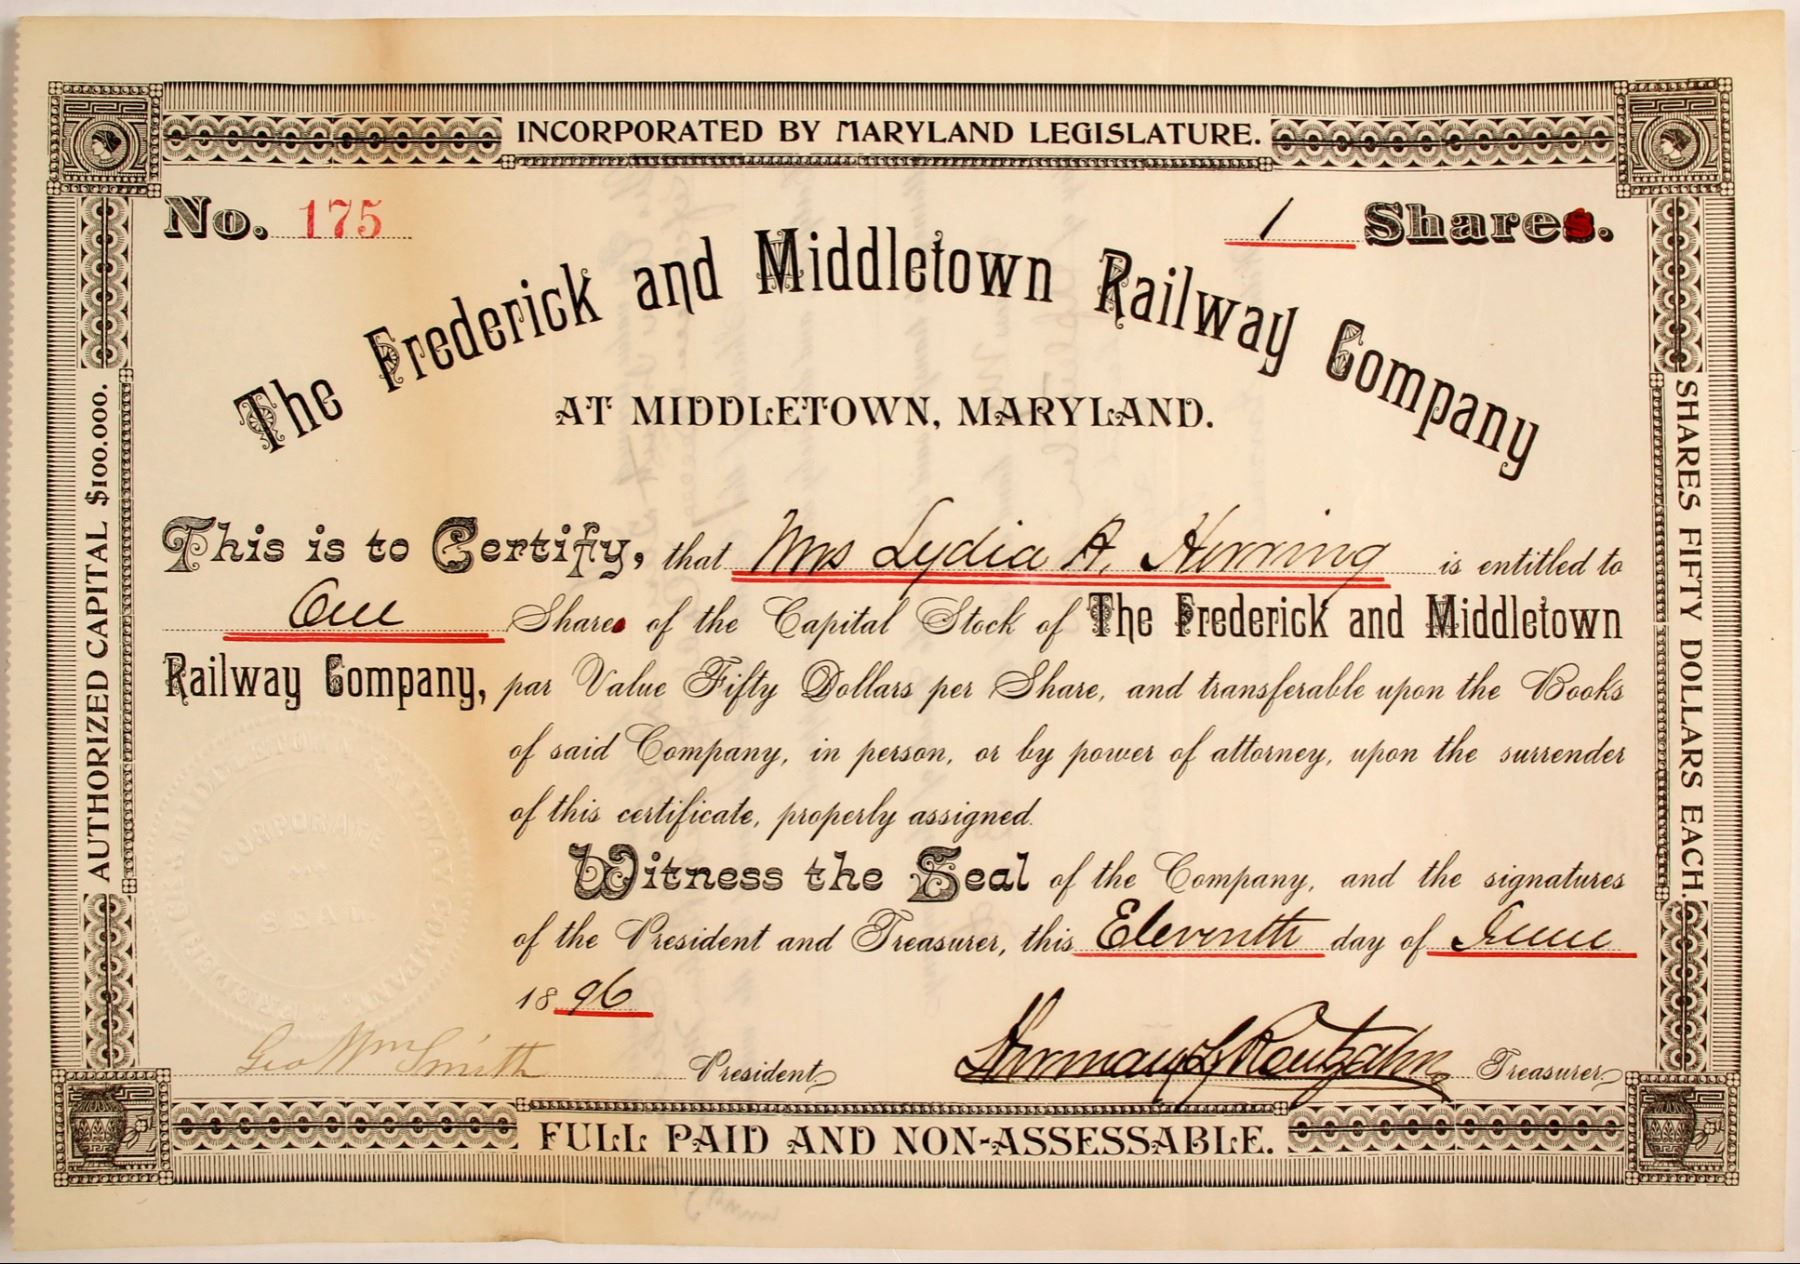 INCORPORATED BY MARYLAND LEGISLATURE.
No. 175
1 Shares.
The Frederick and Middletown Railway Company
AT MIDDLETOWN, MARYLAND.
AUTHORIZED CAPITAL $100.000.
SHARES FIFTY DOLLARS EACH.
This is to Certify, that Mrs Lydia A. Herring is entitled to
One Shares of the Capital Stock of The Frederick and Middletown
Railway Company, par Value Fifty Dollars per Share, and transferable upon the Books
of said Company, in person, or by power of attorney, upon the surrender
of this certificate, properly assigned.
Witness the Seal of the Company, and the signatures
of the President and Treasurer, this Eleventh day of June
1896
CORPORATE
SEAL.
Geo Wm Smith President
Herman L Routzahn Treasurer
FULL PAID AND NON-ASSESSABLE.